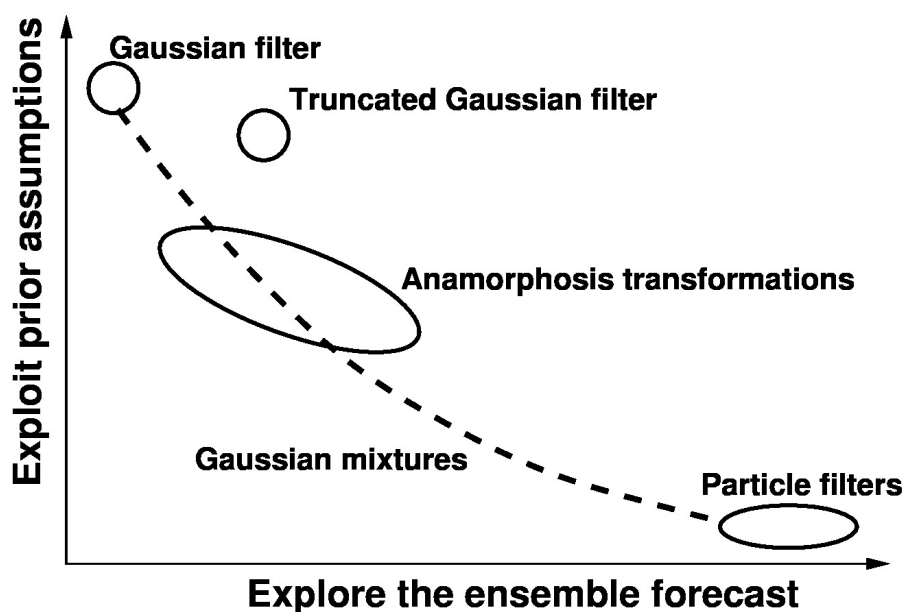 Gaussian filter
Truncated Gaussian filter
Exploit prior assumptions
Anamorphosis transformations
Gaussian mixtures
Particle filters
Explore the ensemble forecast